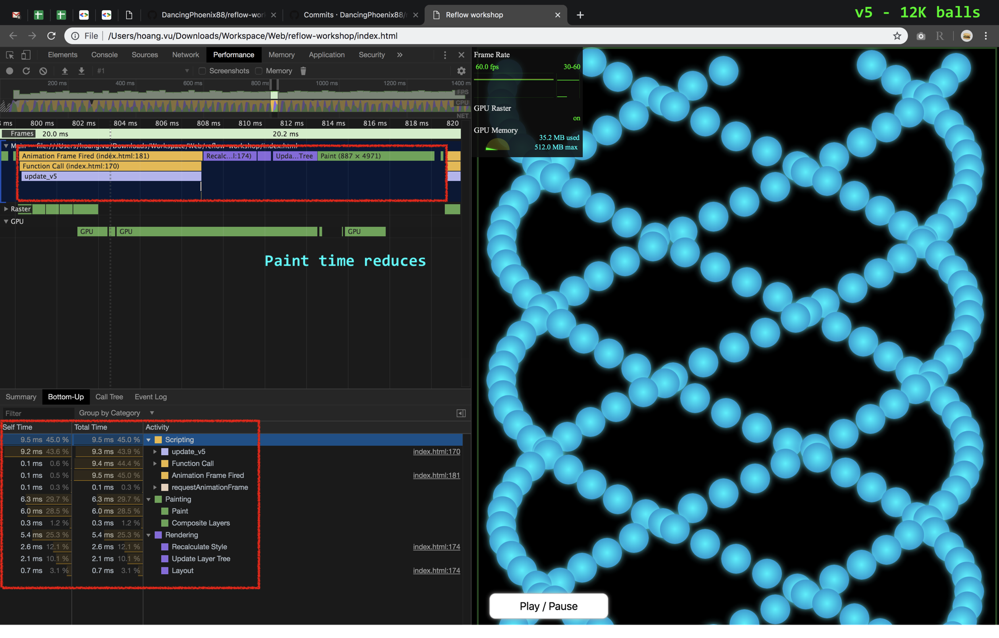 DancingPhoenix88/reflow-wor
Commits · DancingPhoenix88/r
Reflow workshop
v5 - 12K balls
File
/Users/hoang.vu/Downloads/Workspace/Web/reflow-workshop/index.html
Elements Console Sources Network Performance Memory Application Security »
#1 Screenshots Memory
200 ms 400 ms 600 ms 800 ms 1000 ms 1200 ms 1400 m
FPS
CPU
NET
ms 800 ms 802 ms 804 ms 806 ms 808 ms 810 ms 812 ms 814 ms 816 ms 818 ms 820
Frames 20.0 ms 20.2 ms
Main file:///Users/hoang.vu/Downloads/Workspace/Web/reflow-workshop/index.html
Animation Frame Fired (index.html:181) Recalc...l:174) Upda...Tree Paint (887 × 4971)
Function Call (index.html:170)
update_v5
Raster
GPU
GPU GPU GPU
Paint time reduces
Summary Bottom-Up Call Tree Event Log
Filter Group by Category
Self Time Total Time Activity
9.5 ms 45.0 % 9.5 ms 45.0 % Scripting
9.2 ms 43.6 % 9.3 ms 43.9 % update_v5 index.html:170
0.1 ms 0.6 % 9.4 ms 44.4 % Function Call
0.1 ms 0.5 % 9.5 ms 45.0 % Animation Frame Fired index.html:181
0.1 ms 0.3 % 0.1 ms 0.3 % requestAnimationFrame
6.3 ms 29.7 % 6.3 ms 29.7 % Painting
6.0 ms 28.5 % 6.0 ms 28.5 % Paint
0.3 ms 1.2 % 0.3 ms 1.2 % Composite Layers
5.4 ms 25.3 % 5.4 ms 25.3 % Rendering
2.6 ms 12.1 % 2.6 ms 12.1 % Recalculate Style index.html:174
2.1 ms 10.1 % 2.1 ms 10.1 % Update Layer Tree
0.7 ms 3.1 % 0.7 ms 3.1 % Layout index.html:174
Frame Rate
60.0 fps 30-60
GPU Raster
on
GPU Memory
35.2 MB used
512.0 MB max
Play / Pause